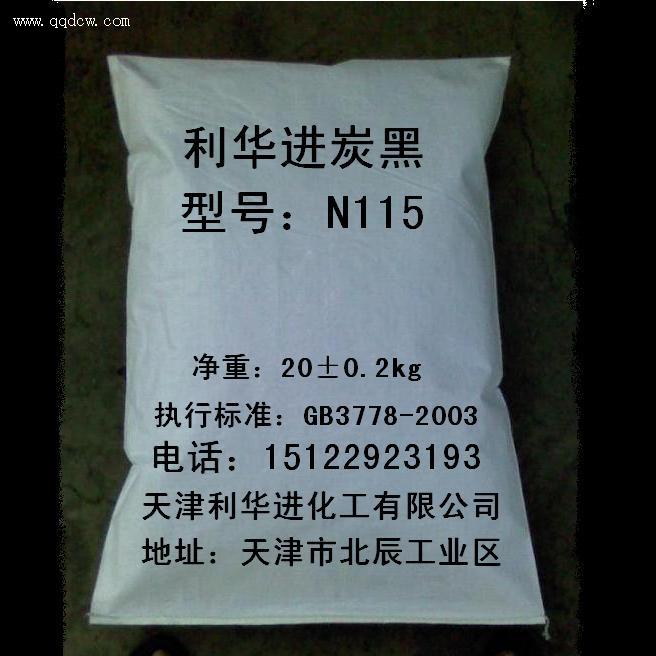 www.qqdcw.com
利华进炭黑
型号：N115
净重：20±0.2kg
执行标准：GB3778-2003
电话：15122923193
天津利华进化工有限公司
地址：天津市北辰工业区